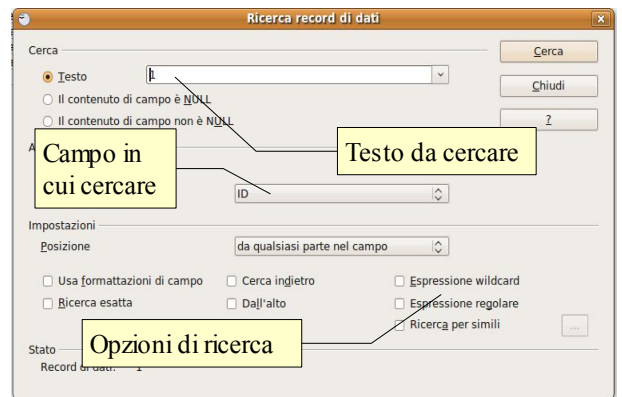 Ricerca record di dati
Cerca
Cerca
Testo
1
Chiudi
Il contenuto di campo è NULL
Il contenuto di campo non è NULL
?
Campo in
cui cercare
Testo da cercare
ID
Impostazioni
Posizione
da qualsiasi parte nel campo
Usa formattazioni di campo
Cerca indietro
Espressione wildcard
Ricerca esatta
Dall'alto
Espressione regolare
Ricerca per simili
...
Opzioni di ricerca
Stato
Record di dati: 1